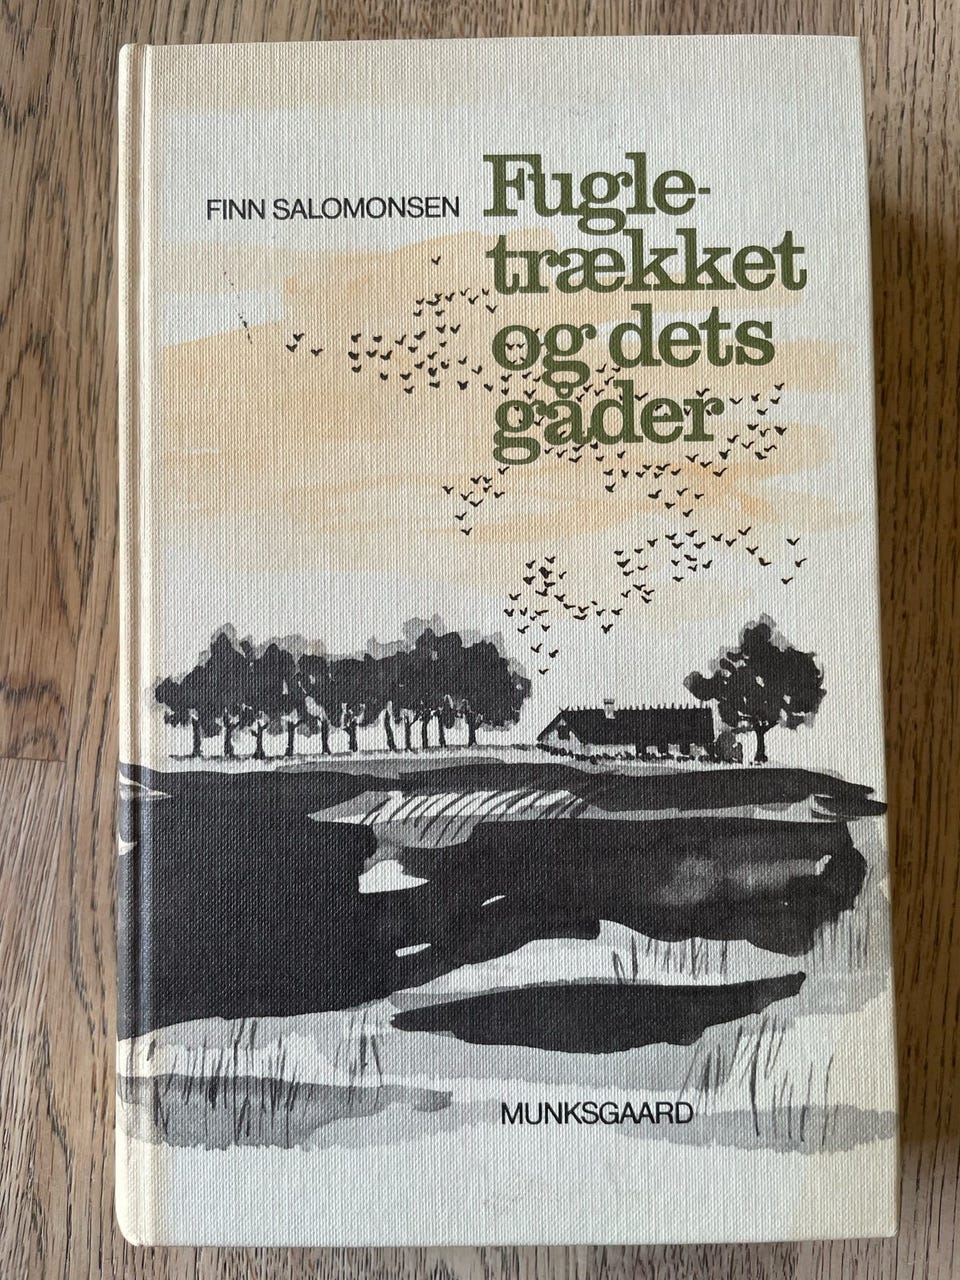 FINN SALOMONSEN
Fugle-
trækket
og dets
gåder
MUNKSGAARD